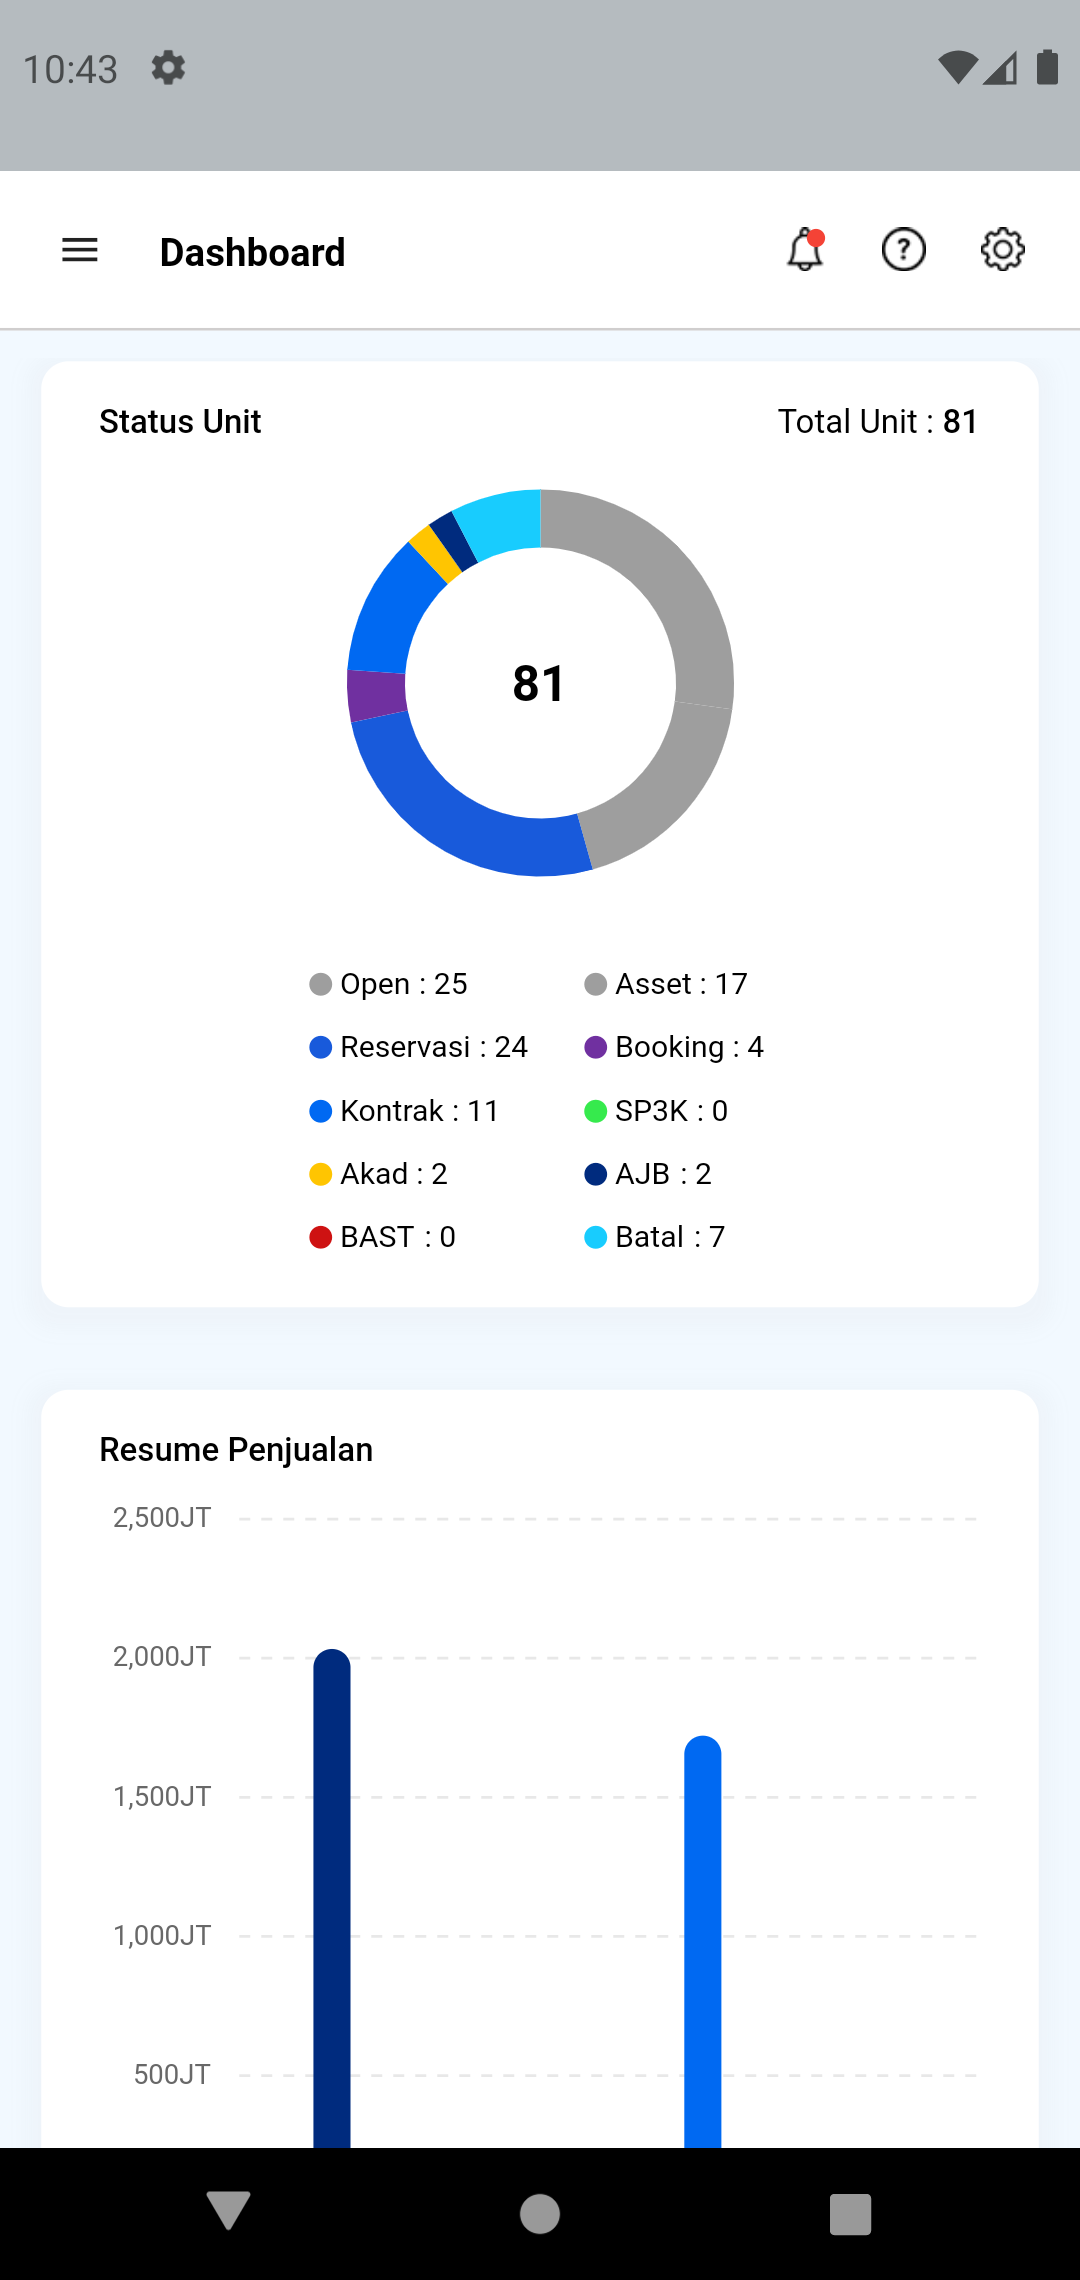 10:43
Dashboard
?
Status Unit
Total Unit : 81
81
Open : 25
Asset : 17
Reservasi : 24
Booking : 4
Kontrak : 11
SP3K : 0
Akad : 2
AJB : 2
BAST : 0
Batal : 7
Resume Penjualan
2,500JT
2,000JT
1,500JT
1,000JT
500JT